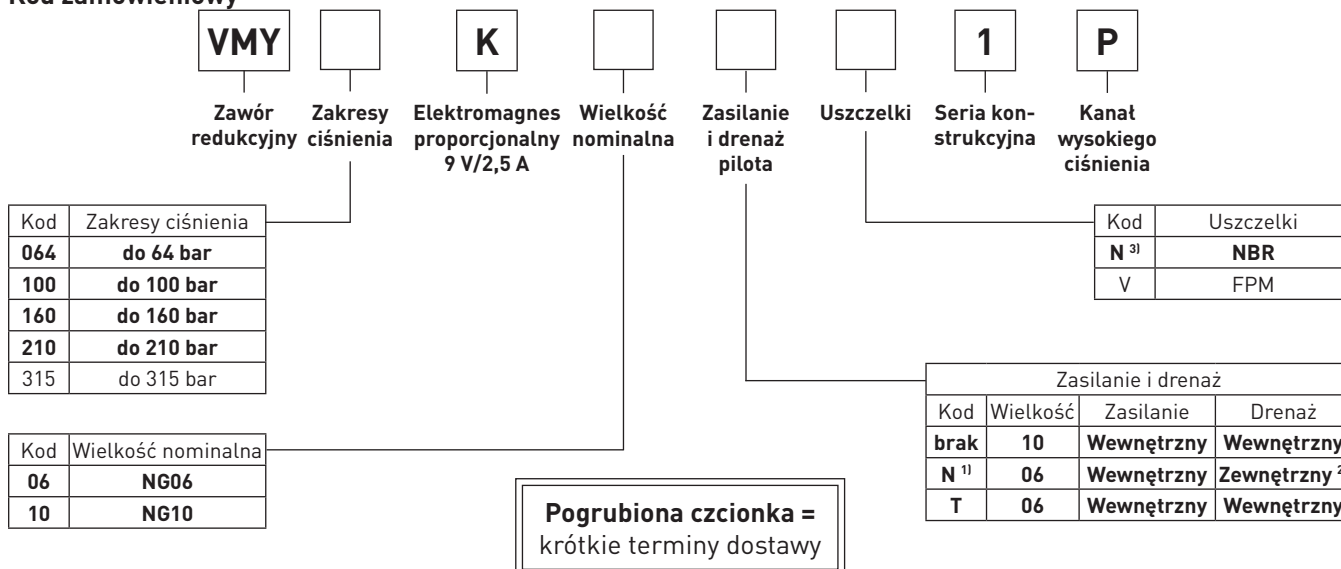 Kod zamówieniowy
VMY K 1 P
Zawór redukcyjny
Zakresy ciśnienia
Elektromagnes proporcjonalny 9 V/2,5 A
Wielkość nominalna
Zasilanie i drenaż pilota
Uszczelki
Seria kon-strukcyjna
Kanał wysokiego ciśnienia
Kod Zakresy ciśnienia
064 do 64 bar
100 do 100 bar
160 do 160 bar
210 do 210 bar
315 do 315 bar
Kod Uszczelki
N 3) NBR
V FPM
Kod Wielkość nominalna
06 NG06
10 NG10
Zasilanie i drenaż
Kod Wielkość Zasilanie Drenaż
brak 10 Wewnętrzny Wewnętrzny
N 1) 06 Wewnętrzny Zewnętrzny 2
T 06 Wewnętrzny Wewnętrzny
Pogrubiona czcionka =
krótkie terminy dostawy